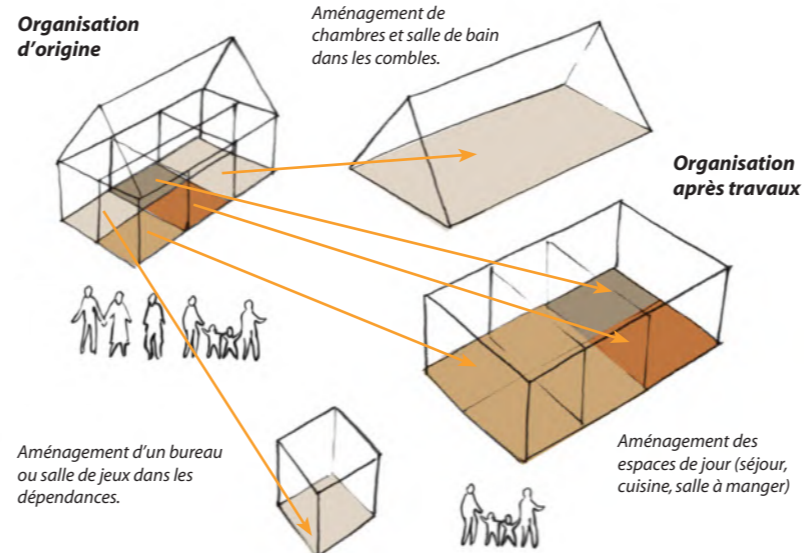 Organisation
d'origine
Aménagement de
chambres et salle de bain
dans les combles.
Organisation
après travaux
Aménagement d'un bureau
ou salle de jeux dans les
dépendances.
Aménagement des
espaces de jour (séjour,
cuisine, salle à manger)